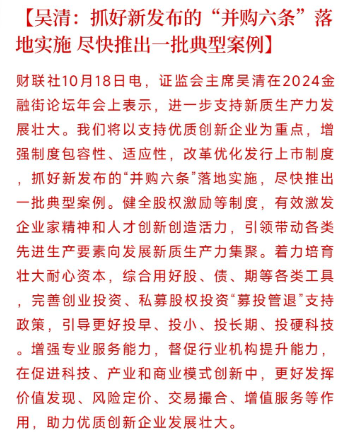 【吴清：抓好新发布的“并购六条”落
地实施 尽快推出一批典型案例】
财联社10月18日电，证监会主席吴清在2024金
融街论坛年会上表示，进一步支持新质生产力发
展壮大。我们将以支持优质创新企业为重点，增
强制度包容性、适应性，改革优化发行上市制度
，抓好新发布的“并购六条”落地实施，尽快推出
一批典型案例。健全股权激励等制度，有效激发
企业家精神和人才创新创造活力，引领带动各类
先进生产要素向发展新质生产力集聚。着力培育
壮大耐心资本，综合用好股、债、期等各类工具
，完善创业投资、私募股权投资“募投管退”支持
政策，引导更好投早、投小、投长期、投硬科技
。增强专业服务能力，督促行业机构提升能力，
在促进科技、产业和商业模式创新中，更好发挥
价值发现、风险定价、交易撮合、增值服务等作
用，助力优质创新企业发展壮大。